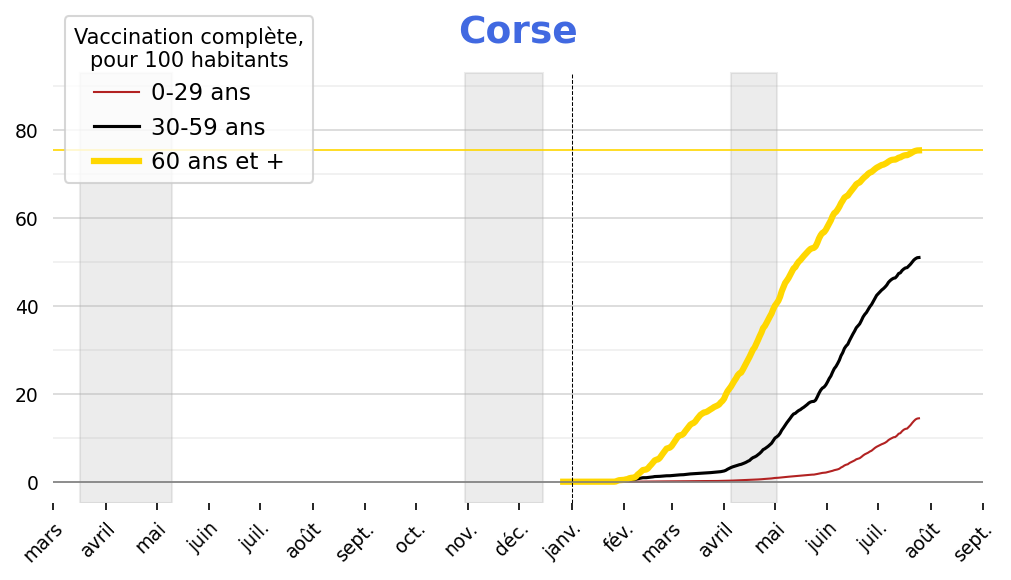 Corse
Vaccination complète,
pour 100 habitants
0-29 ans
30-59 ans
60 ans et +
80
60
40
20
0
mars
avril
mai
juin
juil.
août
sept.
oct.
nov.
déc.
janv.
fév.
mars
avril
mai
juin
juil.
août
sept.